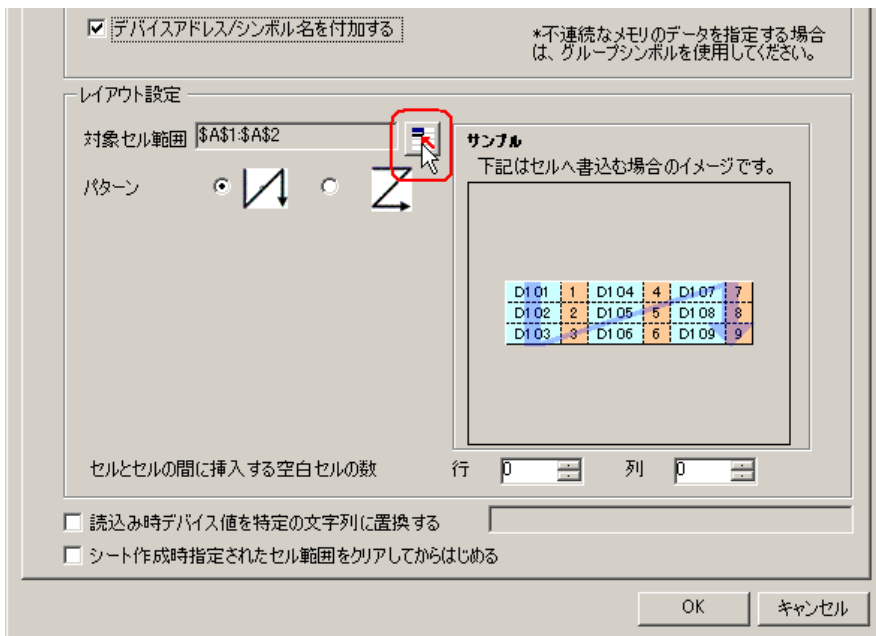 デバイスアドレス/シンボル名を付加する
*不連続なメモリのデータを指定する場合
は、グループシンボルを使用してください。
レイアウト設定
対象セル範囲 $A$1:$A$2
サンプル
下記はセルへ書込む場合のイメージです。
パターン
D101 1 D104 4 D107 7
D102 2 D105 5 D108 8
D103 3 D106 6 D109 9
セルとセルの間に挿入する空白セルの数 行 0 列 0
読込み時デバイス値を特定の文字列に置換する
シート作成時指定されたセル範囲をクリアしてからはじめる
OK キャンセル